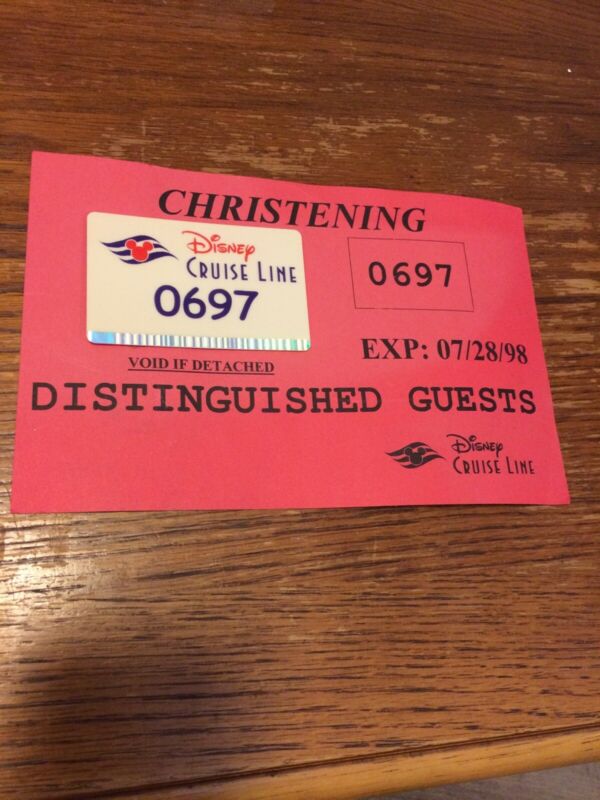 CHRISTENING
Disney
CRUISE LINE
0697
0697
VOID IF DETACHED
EXP: 07/28/98
DISTINGUISHED GUESTS
Disney
CRUISE LINE